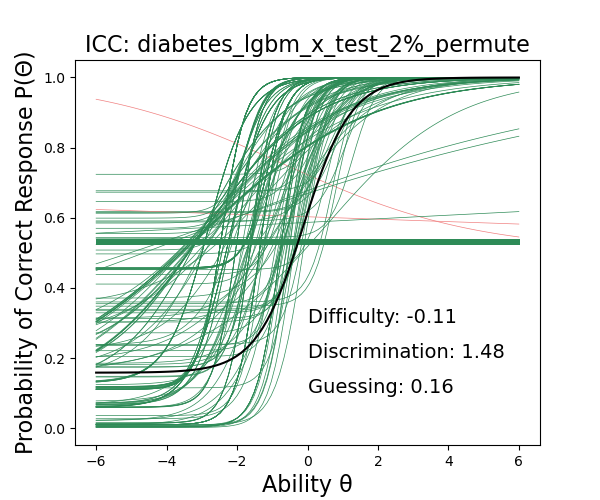 ICC: diabetes_lgbm_x_test_2%_permute
Probability of Correct Response P(Θ)
1.0
0.8
0.6
0.4
0.2
0.0
Difficulty: -0.11
Discrimination: 1.48
Guessing: 0.16
−6 −4 −2 0 2 4 6
Ability θ